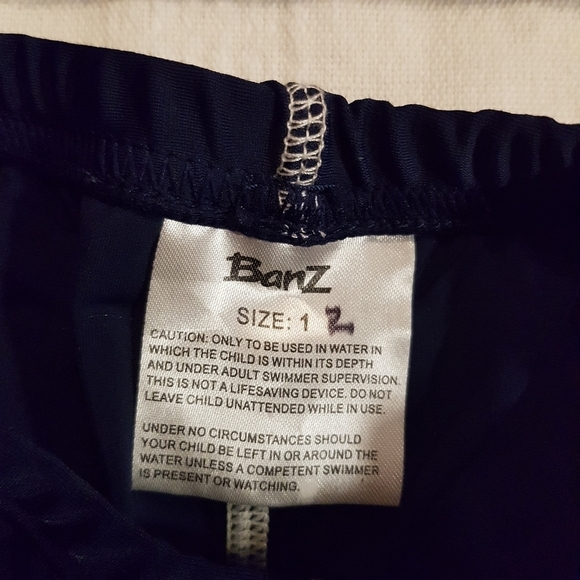 BanZ
SIZE: 1 2
CAUTION: ONLY TO BE USED IN WATER IN
WHICH THE CHILD IS WITHIN ITS DEPTH
AND UNDER ADULT SWIMMER SUPERVISION.
THIS IS NOT A LIFESAVING DEVICE. DO NOT
LEAVE CHILD UNATTENDED WHILE IN USE.
UNDER NO CIRCUMSTANCES SHOULD
YOUR CHILD BE LEFT IN OR AROUND THE
WATER UNLESS A COMPETENT SWIMMER
IS PRESENT OR WATCHING.